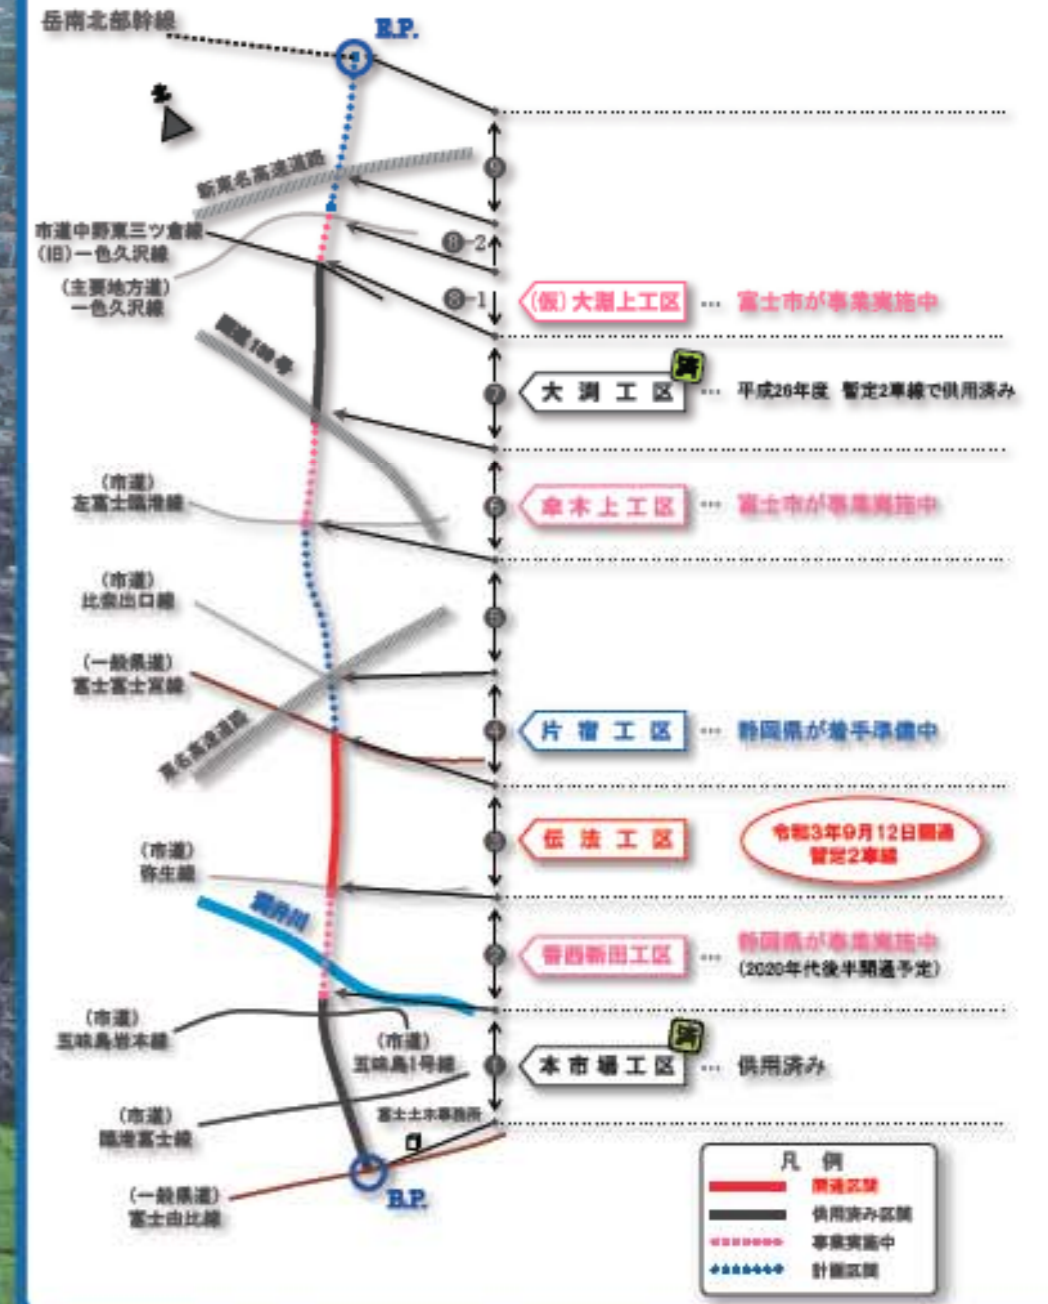 岳南北部幹線
E.P.
北
新東名高速道路
市道中野東三ツ倉線
(旧)一色久沢線
(主要地方道)
一色久沢線
国道
(市道)
左富士臨港線
(市道)
比奈出口線
(一般県道)
富士富士宮線
東名高速道路
(市道)
弥生線
潤井川
(市道)
五味島岩本線
(市道)
五味島1号線
(市道)
臨港富士線
富士土木事務所
(一般県道)
富士由比線
B.P.
9
8-2
8-1
(仮)大淵上工区 … 富士市が事業実施中
7
大渕工区
済
… 平成26年度 暫定2車線で供用済み
6
傘木上工区 … 富士市が事業実施中
5
4
片宿工区 … 静岡県が着手準備中
3
伝法工区
令和3年9月12日開通
暫定2車線
2
… 静岡県が事業実施中
(2020年代後半開通予定)
1
本市場工区
済
… 供用済み
凡 例
開通区間
供用済み区間
事業実施中
計画区間